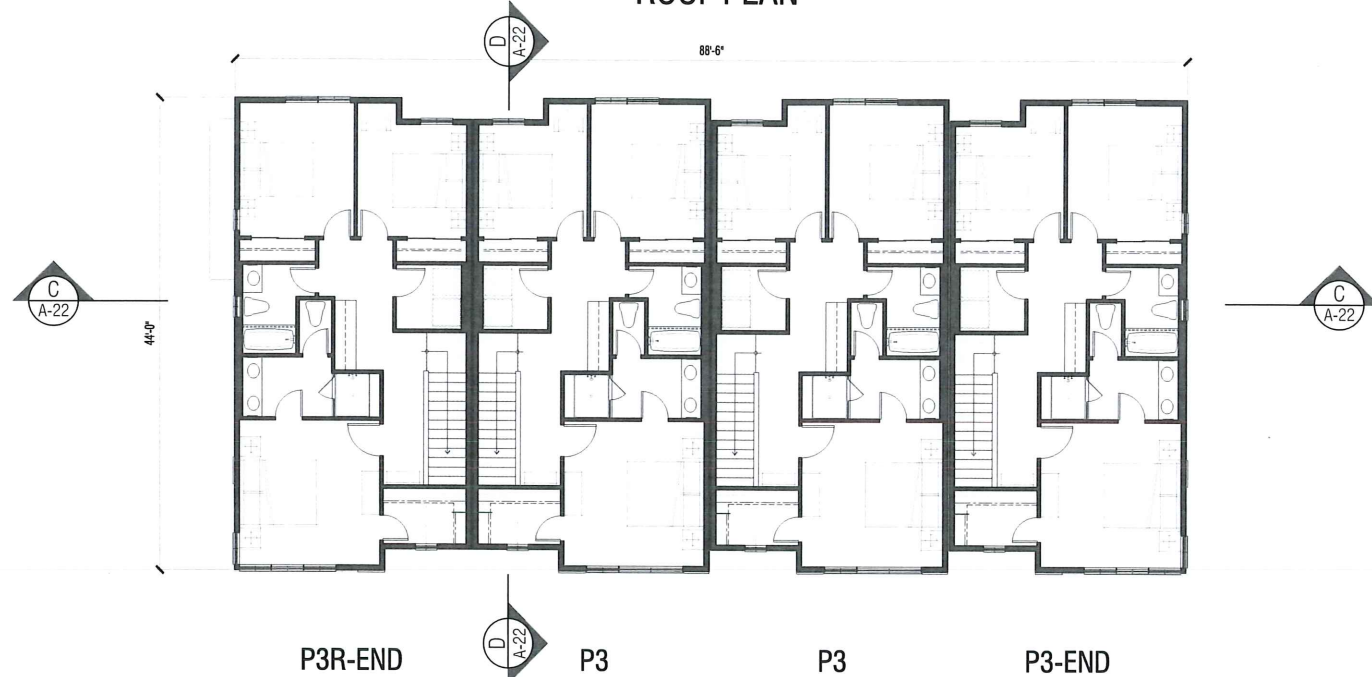 ROOF PLAN
D
A-22
88'-6"
C
A-22
44'-0"
C
A-22
D
A-22
P3R-END
P3
P3
P3-END